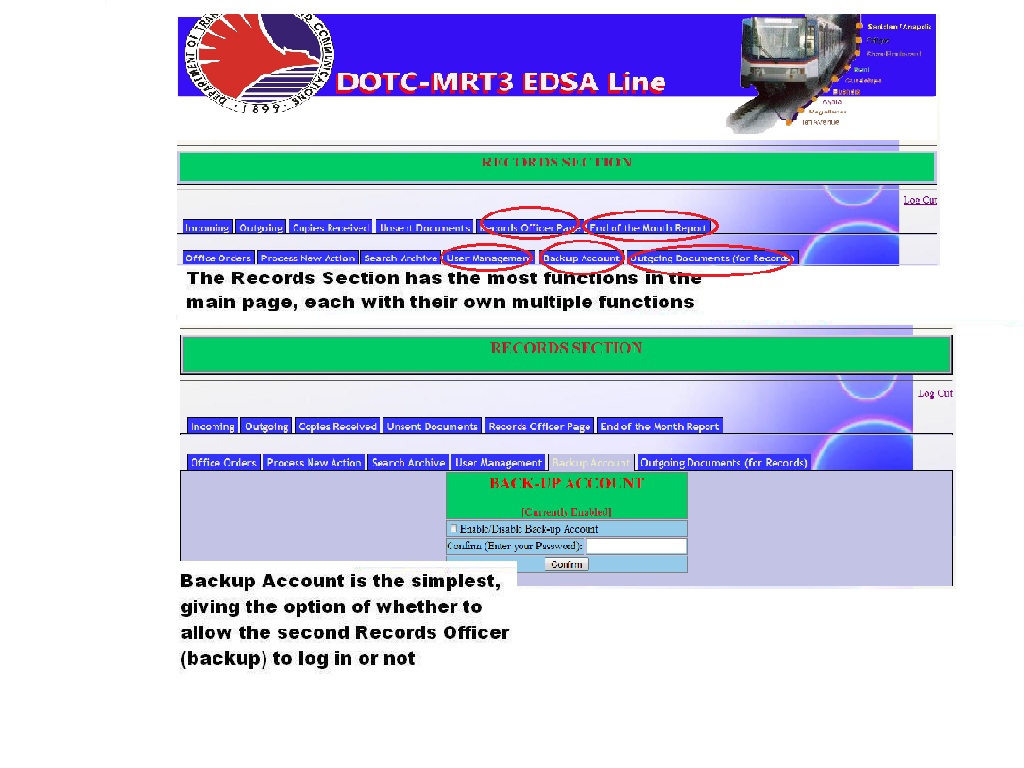 DEPARTMENT OF TRAN
D COMMUNICATIONS
1899
DOTC-MRT3 EDSA Line
Santolan / Anapolis
Boni
Guadalupe
Buendia
Ayala
Magallanes
Taft Avenue
RECORDS SECTION
Log Out
Incoming Outgoing Copies Received Unsent Documents Records Officer Page End of the Month Report
Office Orders Process New Action Search Archive User Management Backup Account Outgoing Documents (for Records)
The Records Section has the most functions in the
main page, each with their own multiple functions
RECORDS SECTION
Log Out
Incoming Outgoing Copies Received Unsent Documents Records Officer Page End of the Month Report
Office Orders Process New Action Search Archive User Management Backup Account Outgoing Documents (for Records)
BACK-UP ACCOUNT
[Currently Enabled]
Enable/Disable Back-up Account
Confirm (Enter your Password):
Confirm
Backup Account is the simplest,
giving the option of whether to
allow the second Records Officer
(backup) to log in or not